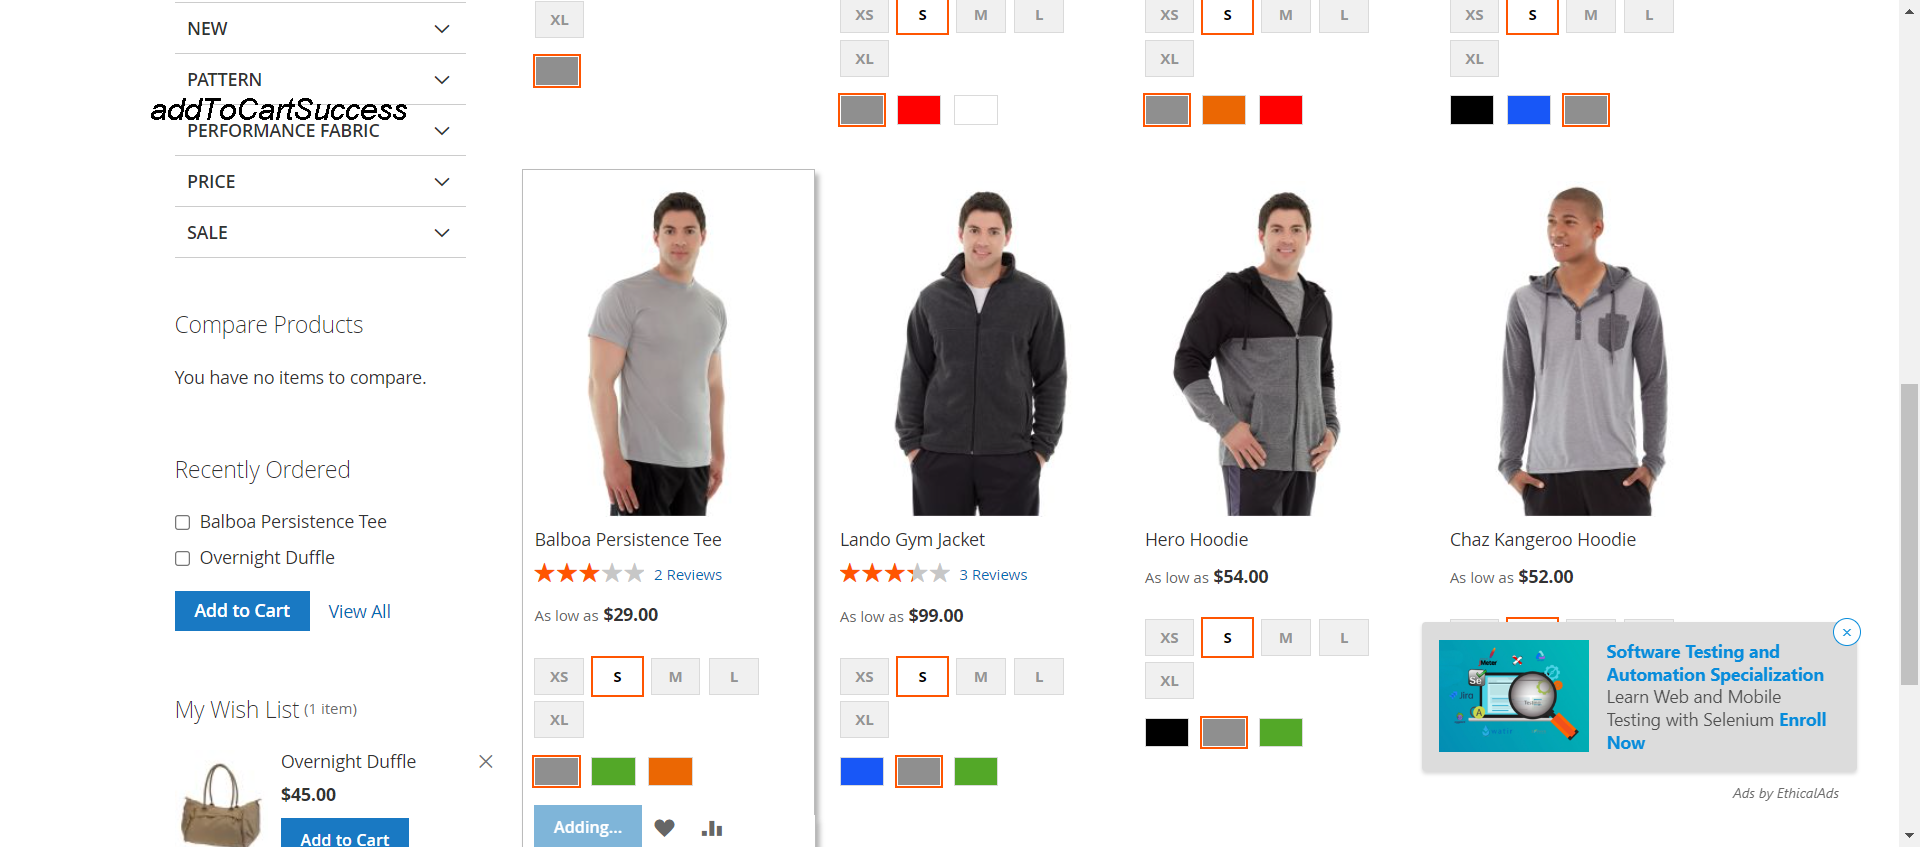 NEW
PATTERN
addToCartSuccess
PERFORMANCE FABRIC
PRICE
SALE
Compare Products
You have no items to compare.
Recently Ordered
Balboa Persistence Tee
Overnight Duffle
Add to Cart View All
My Wish List (1 item)
Overnight Duffle
$45.00
Add to Cart
XL
XS S M L
XL
XS S M L
XL
XS S M L
XL
Balboa Persistence Tee
2 Reviews
As low as $29.00
XS S M L
XL
Adding...
Lando Gym Jacket
3 Reviews
As low as $99.00
XS S M L
XL
Hero Hoodie
As low as $54.00
XS S M L
XL
Chaz Kangeroo Hoodie
As low as $52.00
Software Testing and
Automation Specialization
Learn Web and Mobile
Testing with Selenium Enroll
Now
Ads by EthicalAds